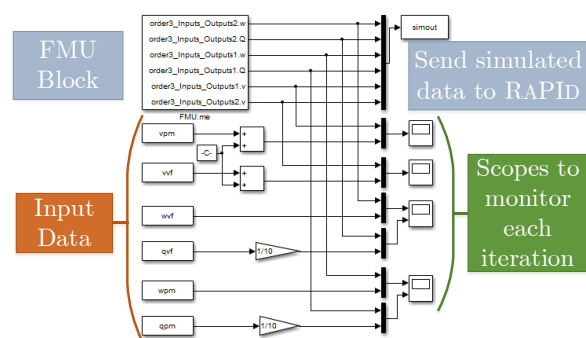 FMU
Block
order3_Inputs_Outputs2.w
order3_Inputs_Outputs2.Q
order3_Inputs_Outputs1.w
order3_Inputs_Outputs1.Q
order3_Inputs_Outputs1.v
order3_Inputs_Outputs2.v
FMU.me
simout
Send simulated
data to RAPID
Input
Data
vpm
-C-
vvf
wvf
qvf
1/10
wpm
qpm
1/10
+
+
+
+
Scopes to
monitor
each
iteration